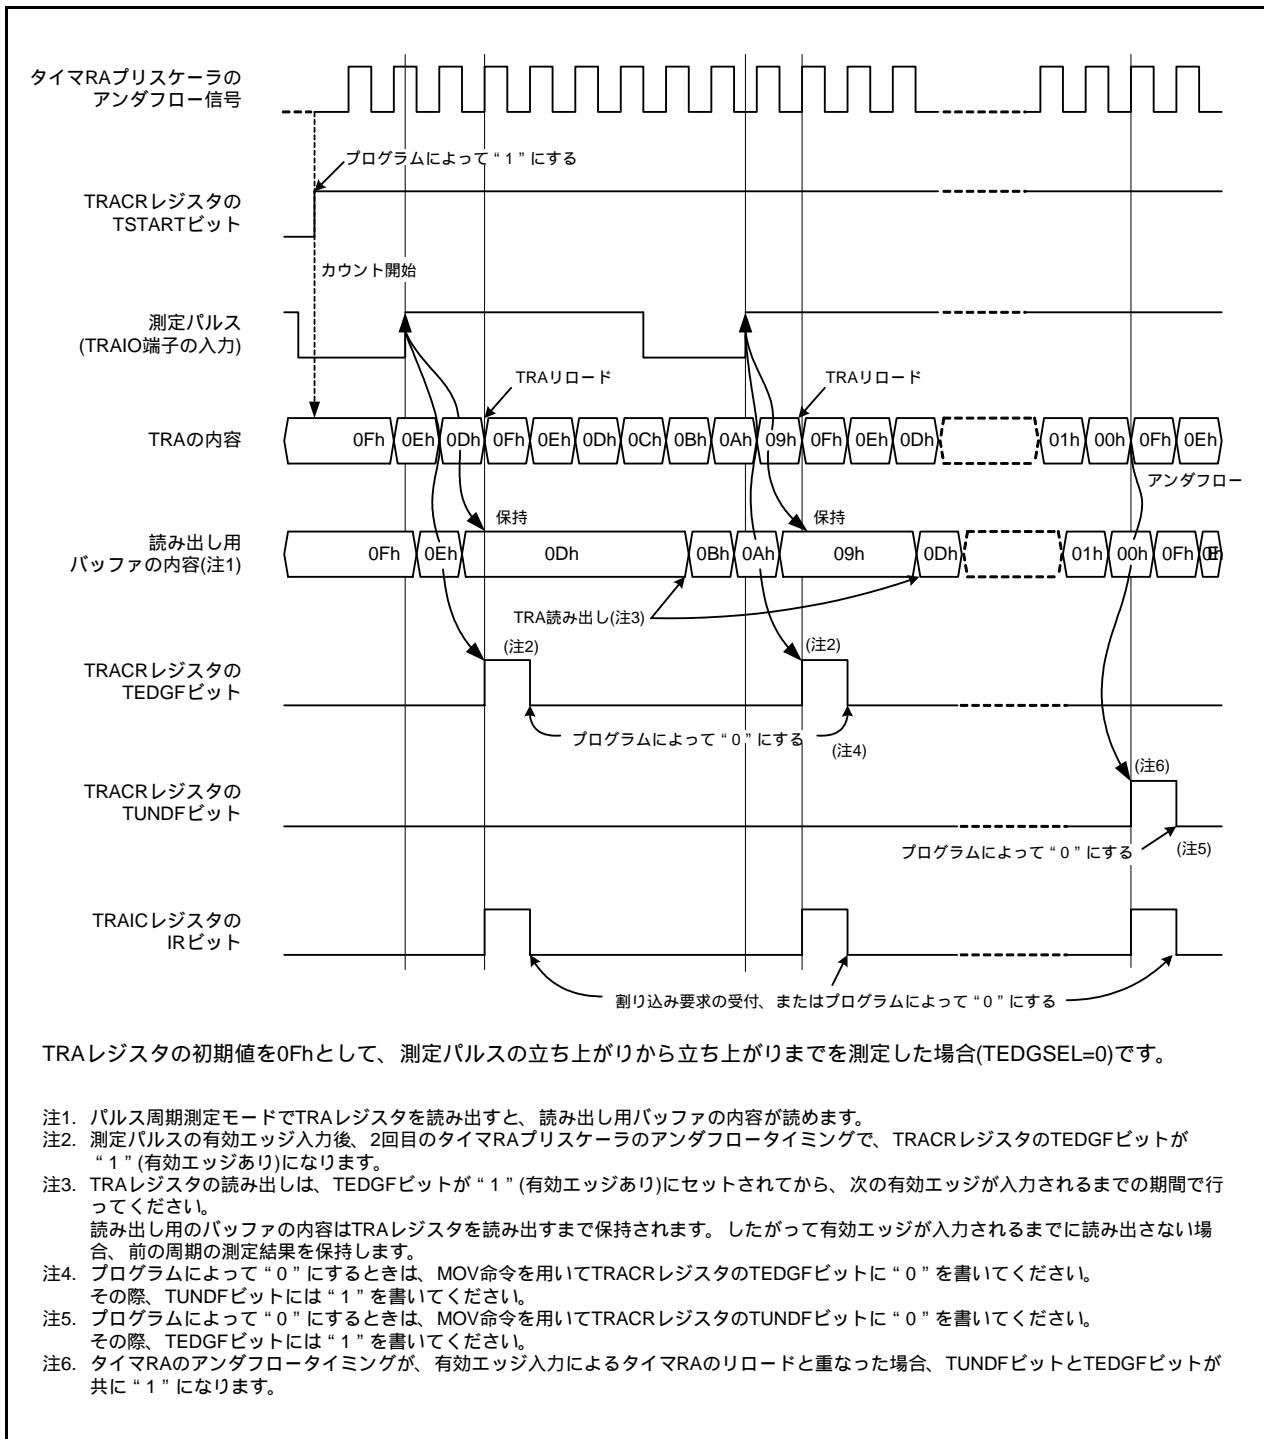 タイマRAプリスケーラの
アンダフロー信号
プログラムによって“1”にする
TRACRレジスタの
TSTARTビット
カウント開始
測定パルス
(TRAIO端子の入力)
TRAリロード
TRAリロード
TRAの内容
0Fh 0Eh 0Dh 0Fh 0Eh 0Dh 0Ch 0Bh 0Ah 09h 0Fh 0Eh 0Dh 01h 00h 0Fh 0Eh
アンダフロー
保持
保持
読み出し用
バッファの内容(注1)
0Fh 0Eh 0Dh 0Bh 0Ah 09h 0Dh 01h 00h 0Fh 0Eh
TRA読み出し(注3)
(注2)
(注2)
TRACRレジスタの
TEDGFビット
プログラムによって“0”にする
(注4)
(注6)
TRACRレジスタの
TUNDFビット
プログラムによって“0”にする
(注5)
TRAICレジスタの
IRビット
割り込み要求の受付、またはプログラムによって“0”にする
TRAレジスタの初期値を0Fhとして、測定パルスの立ち上がりから立ち上がりまでを測定した場合(TEDGSEL=0)です。
注1. パルス周期測定モードでTRAレジスタを読み出すと、読み出し用バッファの内容が読めます。
注2. 測定パルスの有効エッジ入力後、2回目のタイマRAプリスケーラのアンダフロータイミングで、TRACRレジスタのTEDGFビットが
“1”(有効エッジあり)になります。
注3. TRAレジスタの読み出しは、TEDGFビットが“1”(有効エッジあり)にセットされてから、次の有効エッジが入力されるまでの期間で行
ってください。
読み出し用のバッファの内容はTRAレジスタを読み出すまで保持されます。したがって有効エッジが入力されるまでに読み出さない場
合、前の周期の測定結果を保持します。
注4. プログラムによって“0”にするときは、MOV命令を用いてTRACRレジスタのTEDGFビットに“0”を書いてください。
その際、TUNDFビットには“1”を書いてください。
注5. プログラムによって“0”にするときは、MOV命令を用いてTRACRレジスタのTUNDFビットに“0”を書いてください。
その際、TEDGFビットには“1”を書いてください。
注6. タイマRAのアンダフロータイミングが、有効エッジ入力によるタイマRAのリロードと重なった場合、TUNDFビットとTEDGFビットが
共に“1”になります。